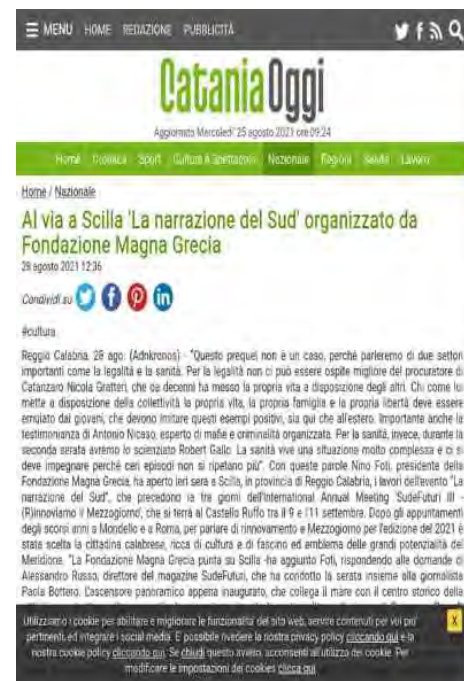 MENU HOME REDAZIONE PUBBLICITÀ
CataniaOggi
Aggiornato Mercoledi' 25 agosto 2021 ore 09:24
Home Cronaca Sport Cultura & Spettacolo Nazionale Regioni Salute Lavoro
Home / Nazionale
Al via a Scilla 'La narrazione del Sud' organizzato da
Fondazione Magna Grecia
28 agosto 2021 12:36
Condividi su
#cultura
Reggio Calabria, 28 ago. (Adnkronos) - "Questo prequel non è un caso, perché parleremo di due settori
importanti come la legalità e la sanità. Per la legalità non ci può essere ospite migliore del procuratore di
Catanzaro Nicola Gratteri, che da decenni ha messo la propria vita a disposizione degli altri. Chi come lui
mette a disposizione della collettività la propria vita, la propria famiglia e la propria libertà deve essere
emulato dai giovani, che devono imitare questi esempi positivi, sia qui che all'estero. Importante anche la
testimonianza di Antonio Nicaso, esperto di mafie e criminalità organizzata. Per la sanità, invece, durante la
seconda serata avremo lo scienziato Robert Gallo. La sanità vive una situazione molto complessa e ci si
deve impegnare perché certi episodi non si ripetano più". Con queste parole Nino Foti, presidente della
Fondazione Magna Grecia, ha aperto ieri sera a Scilla, in provincia di Reggio Calabria, i lavori dell'evento "La
narrazione del Sud", che precedono la tre giorni dell'International Annual Meeting 'SudeFuturi III -
(R)innoviamo il Mezzogiorno', che si terrà al Castello Ruffo tra il 9 e l'11 settembre. Dopo gli appuntamenti
degli scorsi anni a Mondello e a Roma, per parlare di rinnovamento e Mezzogiorno per l'edizione del 2021 è
stata scelta la cittadina calabrese, ricca di cultura e di fascino ed emblema delle grandi potenzialità del
Meridione. "La Fondazione Magna Grecia punta su Scilla -ha aggiunto Foti, rispondendo alle domande di
Alessandro Russo, direttore del magazine SudeFuturi, che ha condotto la serata insieme alla giornalista
Paola Bottero. L'ascensore panoramico appena inaugurato, che collega il mare con il centro storico della
Utilizziamo i cookie per abilitare e migliorare le funzionalità del sito web, servire contenuti per voi più
pertinenti ed integrare i social media. È possibile rivedere la nostra privacy policy cliccando qui e la
nostra cookie policy cliccando qui. Se chiudi questo avviso, acconsenti all'utilizzo dei cookie. Per
modificare le impostazioni dei cookies clicca qui
X